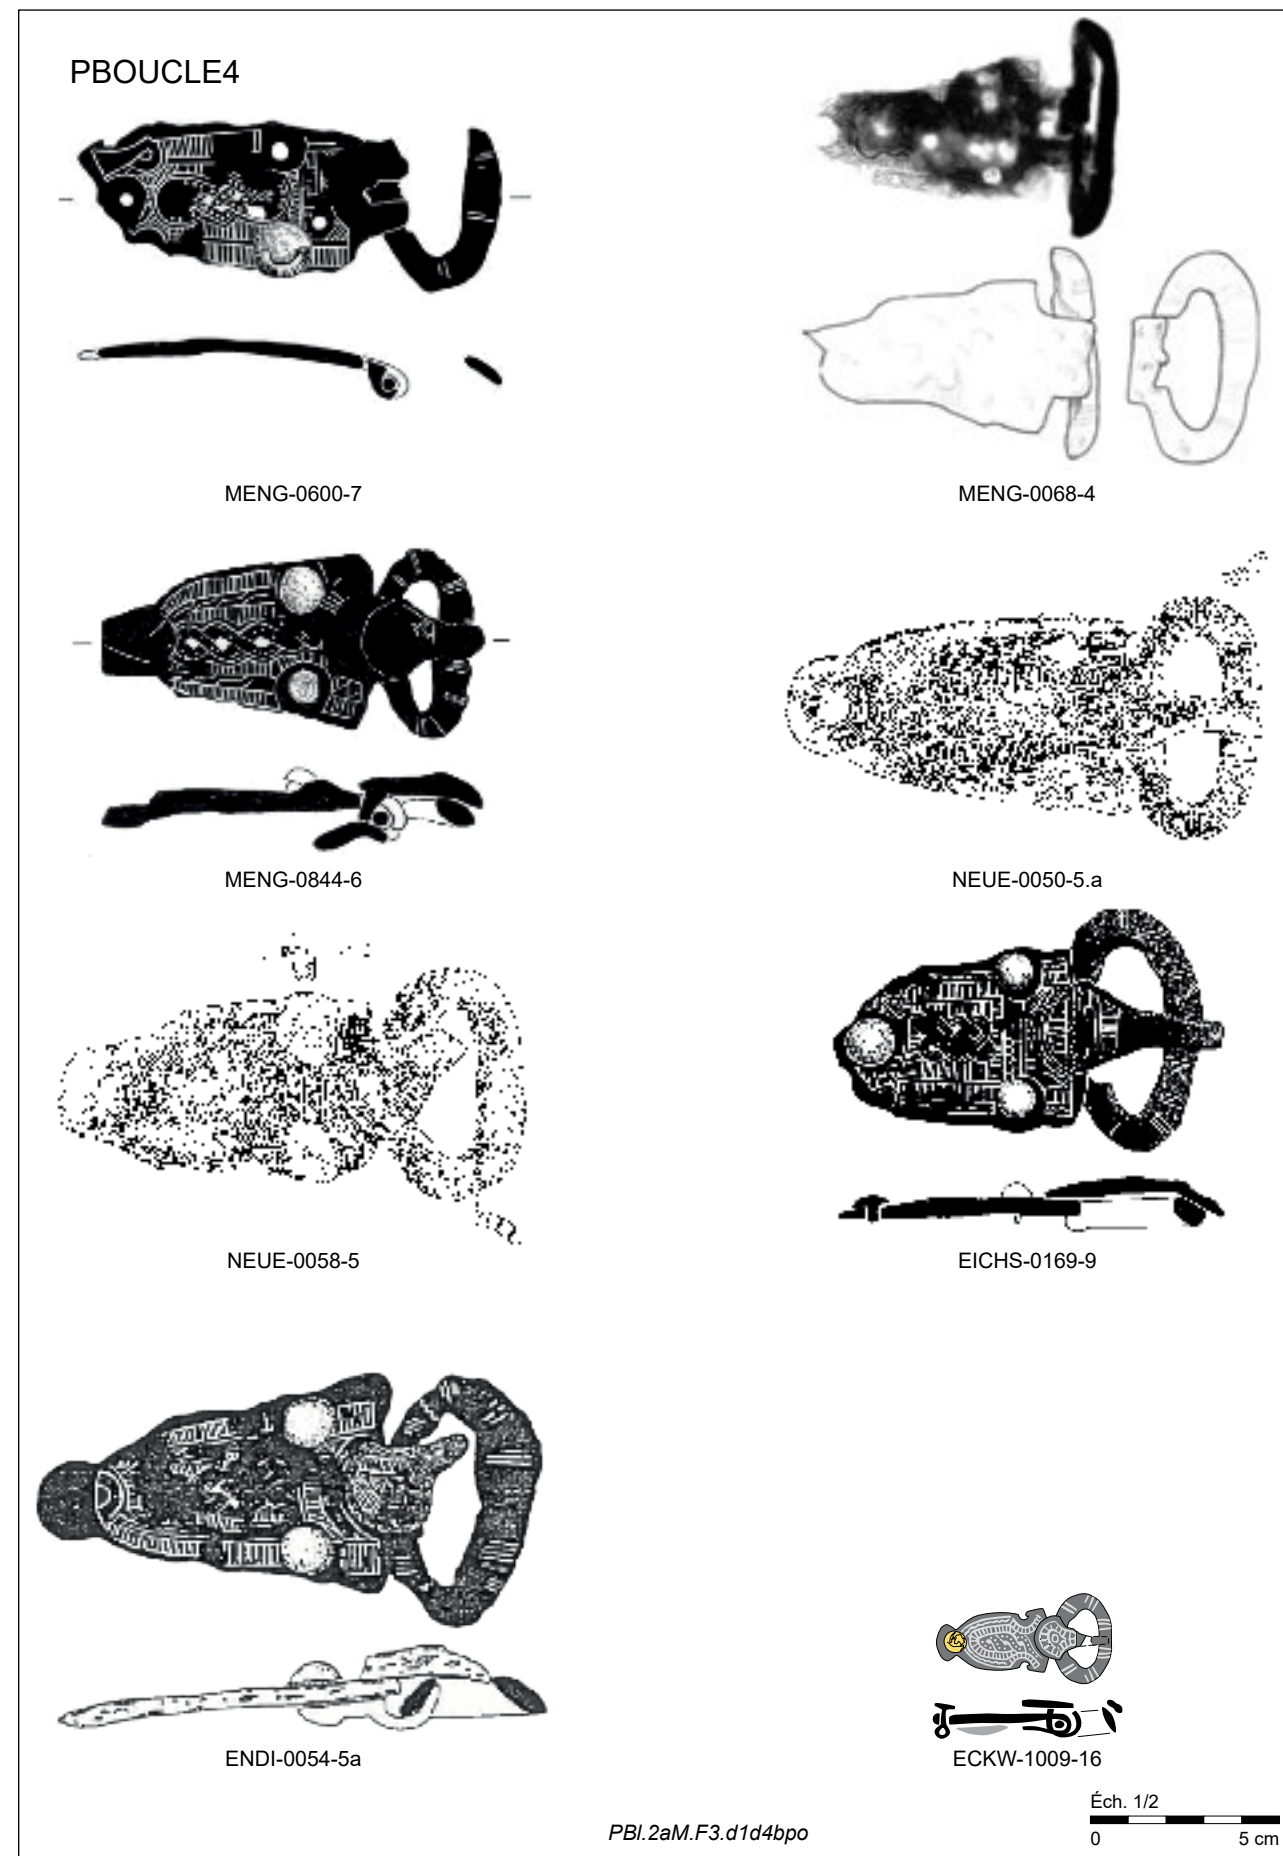 PBOUCLE4
MENG-0600-7
MENG-0068-4
MENG-0844-6
NEUE-0050-5.a
NEUE-0058-5
EICHS-0169-9
ENDI-0054-5a
ECKW-1009-16
PBl.2aM.F3.d1d4bpo
Éch. 1/2
0 5 cm